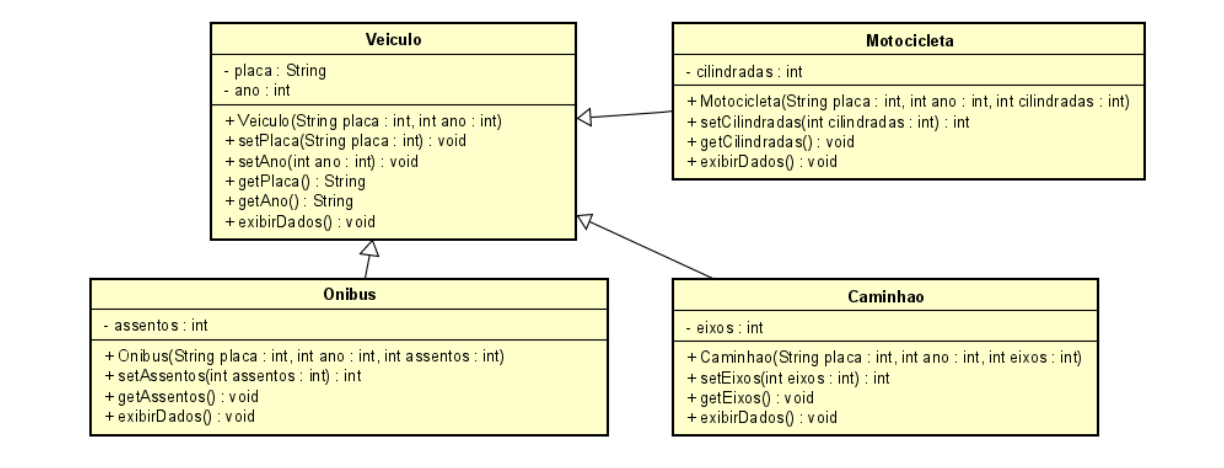 Veiculo
- placa : String
- ano : int
+ Veiculo(String placa : int, int ano : int)
+ setPlaca(String placa : int) : void
+ setAno(int ano : int) : void
+ getPlaca() : String
+ getAno() : String
+ exibirDados() : void
Motocicleta
- cilindradas : int
+ Motocicleta(String placa : int, int ano : int, int cilindradas : int)
+ setCilindradas(int cilindradas : int) : int
+ getCilindradas() : void
+ exibirDados() : void
Onibus
- assentos : int
+ Onibus(String placa : int, int ano : int, int assentos : int)
+ setAssentos(int assentos : int) : int
+ getAssentos() : void
+ exibirDados() : void
Caminhao
- eixos : int
+ Caminhao(String placa : int, int ano : int, int eixos : int)
+ setEixos(int eixos : int) : int
+ getEixos() : void
+ exibirDados() : void